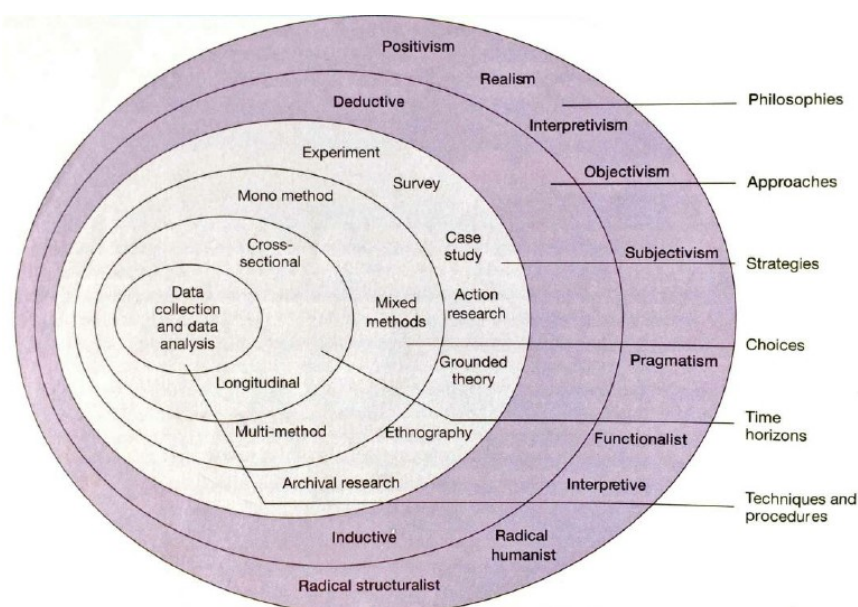 Positivism
Realism
Philosophies
Deductive
Interpretivism
Experiment
Objectivism
Approaches
Survey
Mono method
Case
study
Subjectivism
Strategies
Cross-
sectional
Data
collection
and data
analysis
Mixed
methods
Action
research
Choices
Grounded
theory
Pragmatism
Longitudinal
Time
horizons
Multi-method
Ethnography
Functionalist
Archival research
Interpretive
Techniques and
procedures
Inductive
Radical
humanist
Radical structuralist